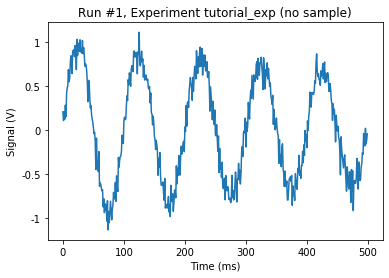 Run #1, Experiment tutorial_exp (no sample)
1
0.5
0
-0.5
-1
Signal (V)
0 100 200 300 400 500
Time (ms)